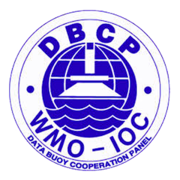 DBCP
WMO - IOC
DATA BUOY COOPERATION PANEL